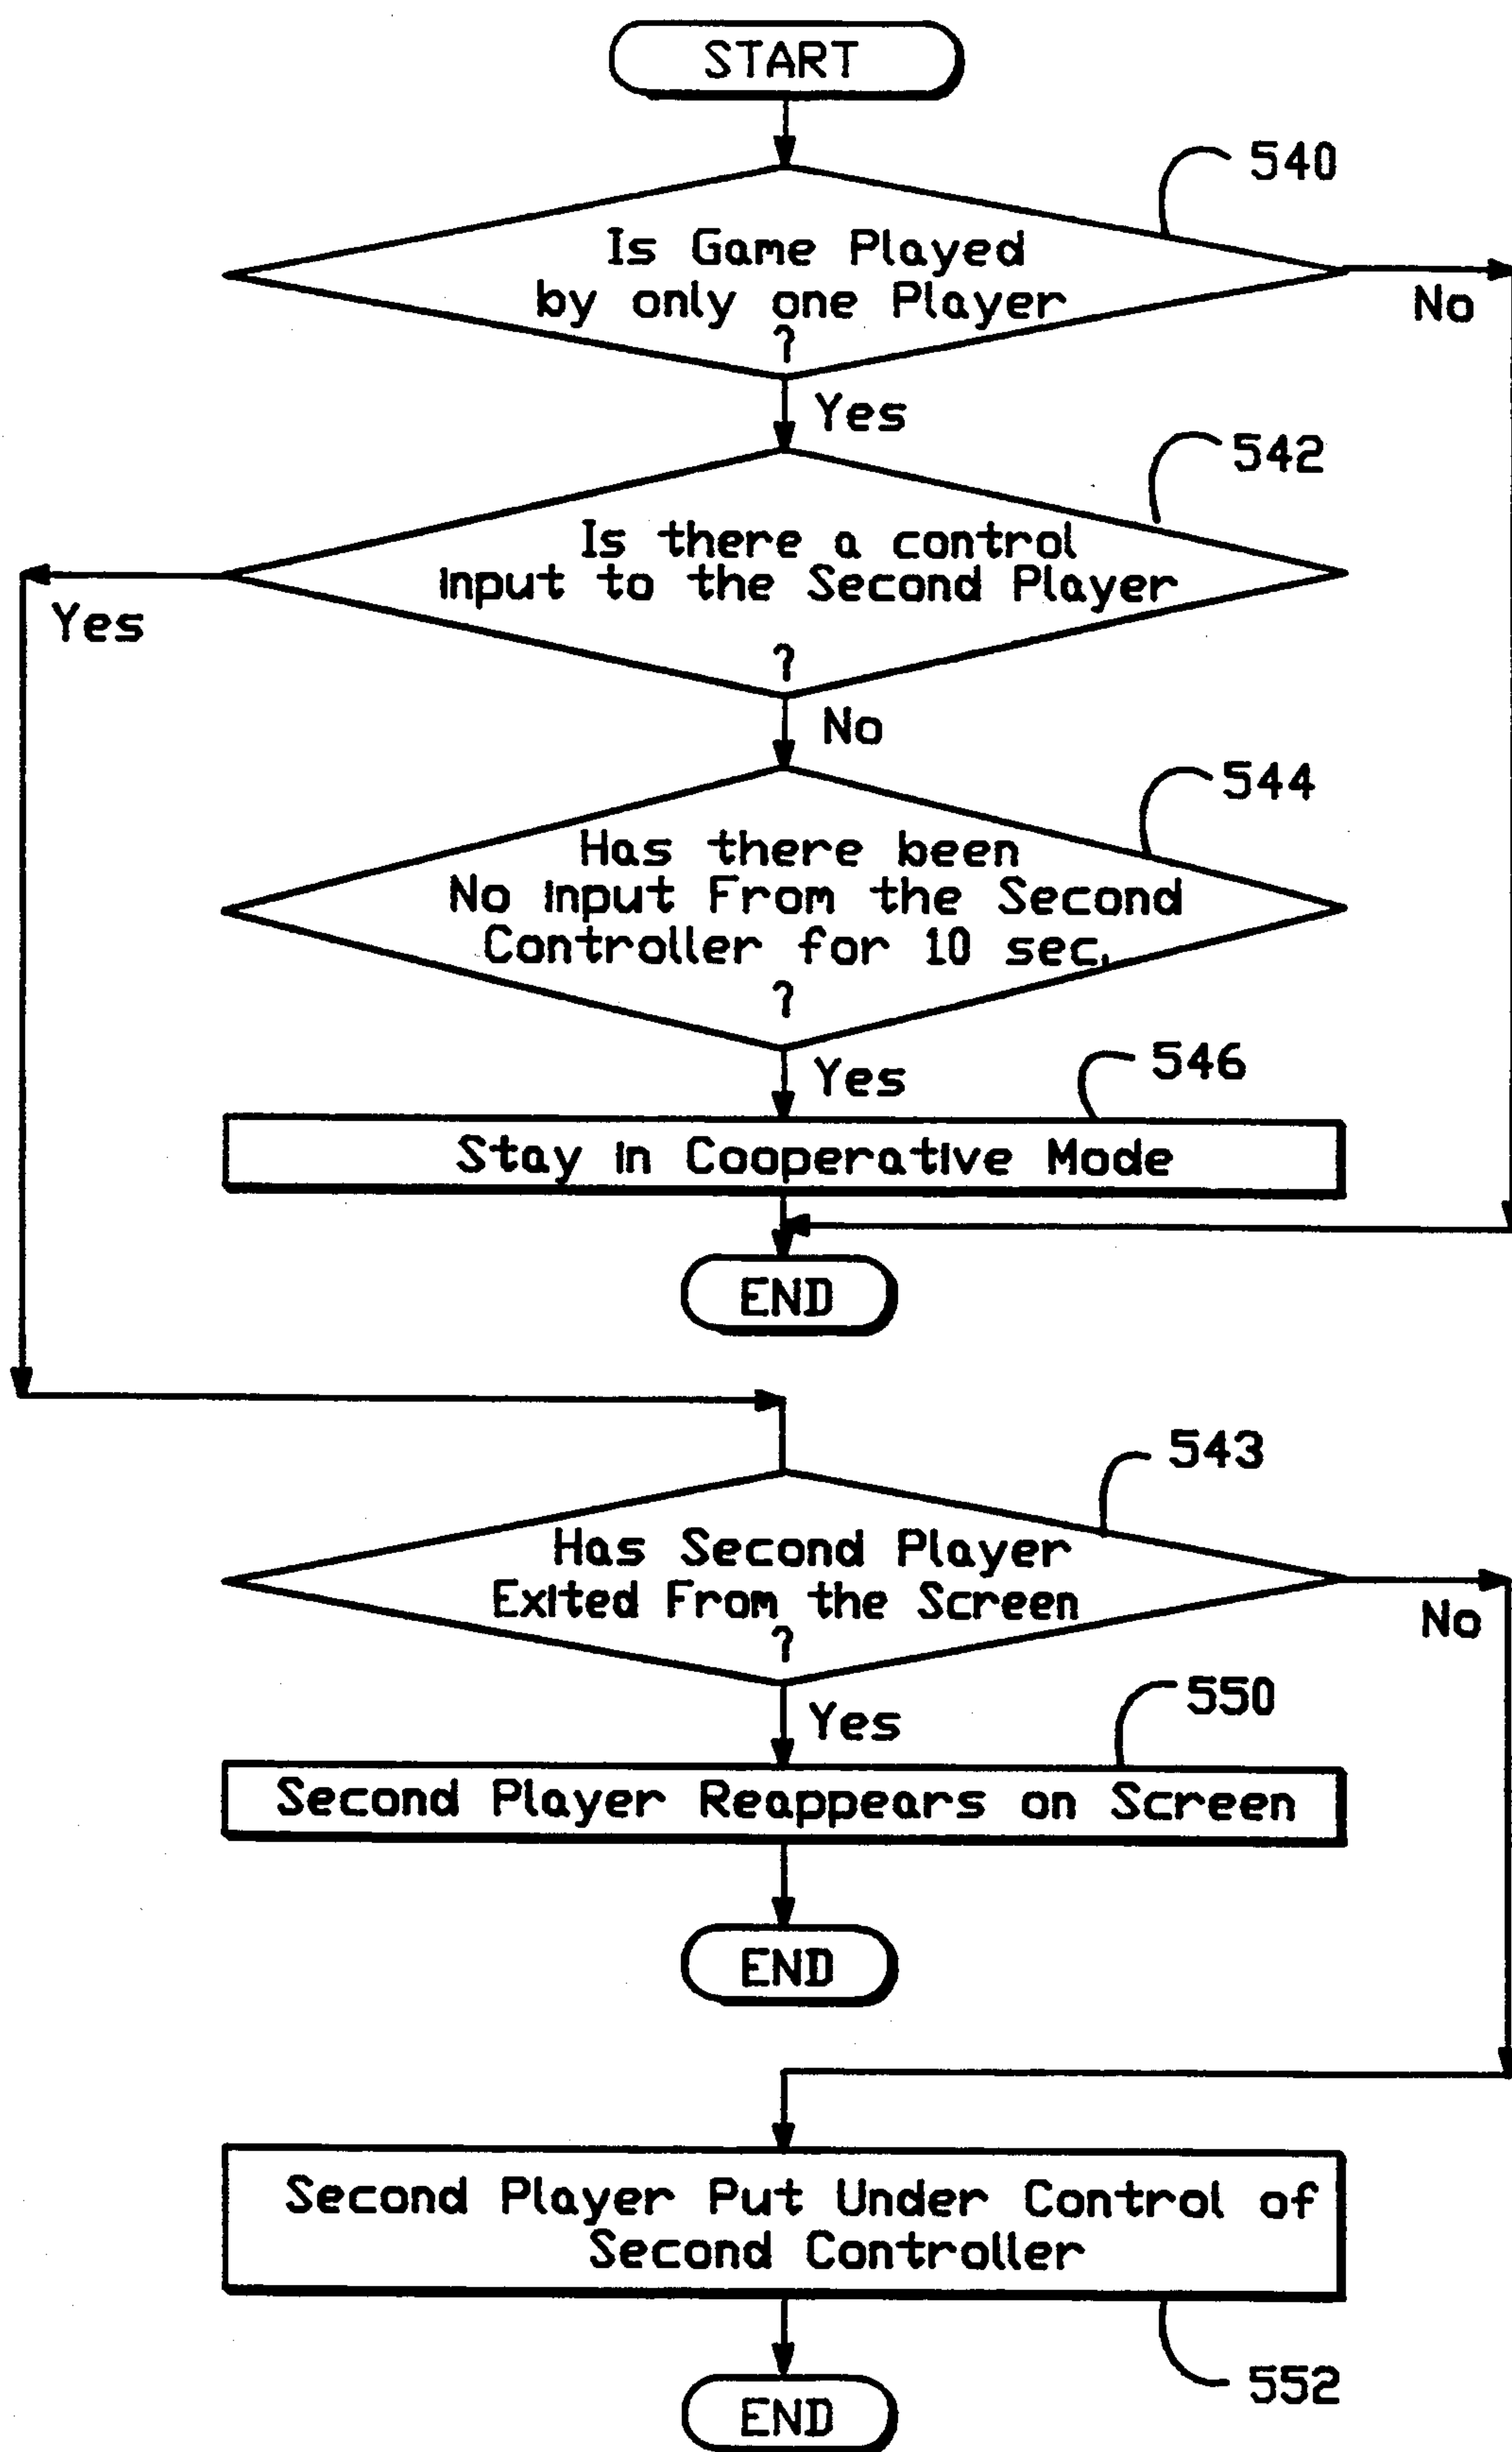 START
540
Is Game Played
by only one Player
?
No
Yes
542
Is there a control
input to the Second Player
?
Yes
No
544
Has there been
No input From the Second
Controller for 10 sec.
?
Yes
546
Stay in Cooperative Mode
END
543
Has Second Player
Exited From the Screen
?
No
Yes
550
Second Player Reappears on Screen
END
Second Player Put Under Control of
Second Controller
552
END